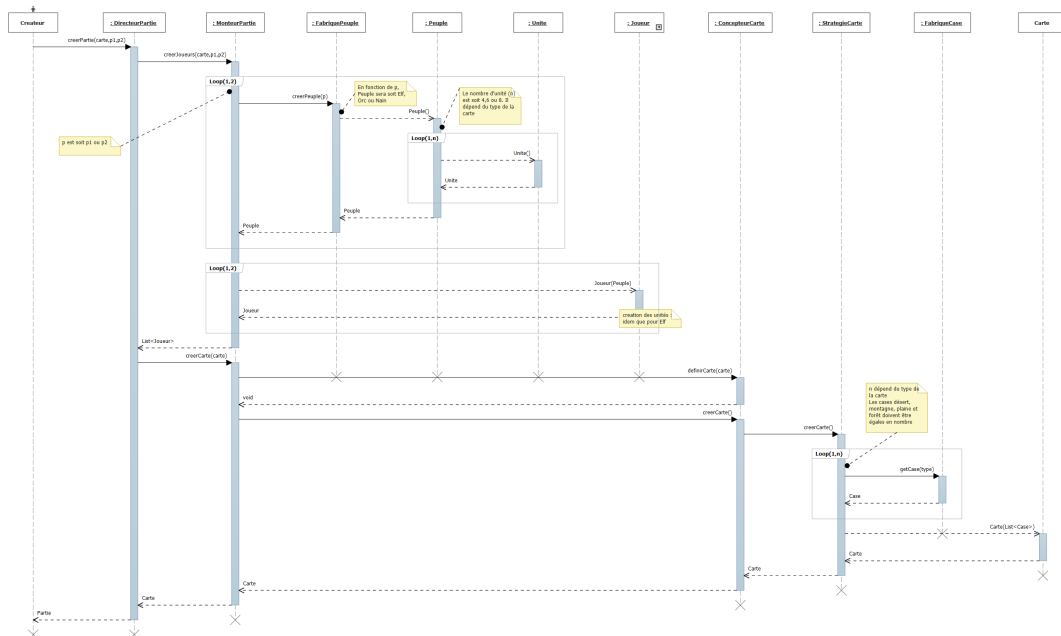 Createur
: DirecteurPartie
: MonteurPartie
: FabriquePeuple
: Peuple
: Unite
: Joueur
: ConcepteurCarte
: StrategieCarte
: FabriqueCase
Carte
creerPartie(carte,p1,p2)
creerJoueurs(carte,p1,p2)
Loop(1,2)
creerPeuple(p)
En fonction de p,
Peuple sera soit Elf,
Orc ou Nain
Peuple()
Le nombre d'unité (n)
est soit 4,6 ou 8. Il
dépend du type de la
carte
p est soit p1 ou p2
Loop(1,n)
Unite()
Unite
Peuple
Peuple
Loop(1,2)
Joueur(Peuple)
Joueur
creation des unités :
idem que pour Elf
List<Joueur>
creerCarte(carte)
definirCarte(carte)
void
creerCarte()
n dépend du type de
la carte
Les cases désert,
montagne, plaine et
forêt doivent être
égales en nombre
creerCarte()
Loop(1,n)
getCase(type)
Case
Carte(List<Case>)
Carte
Carte
Carte
Carte
Partie